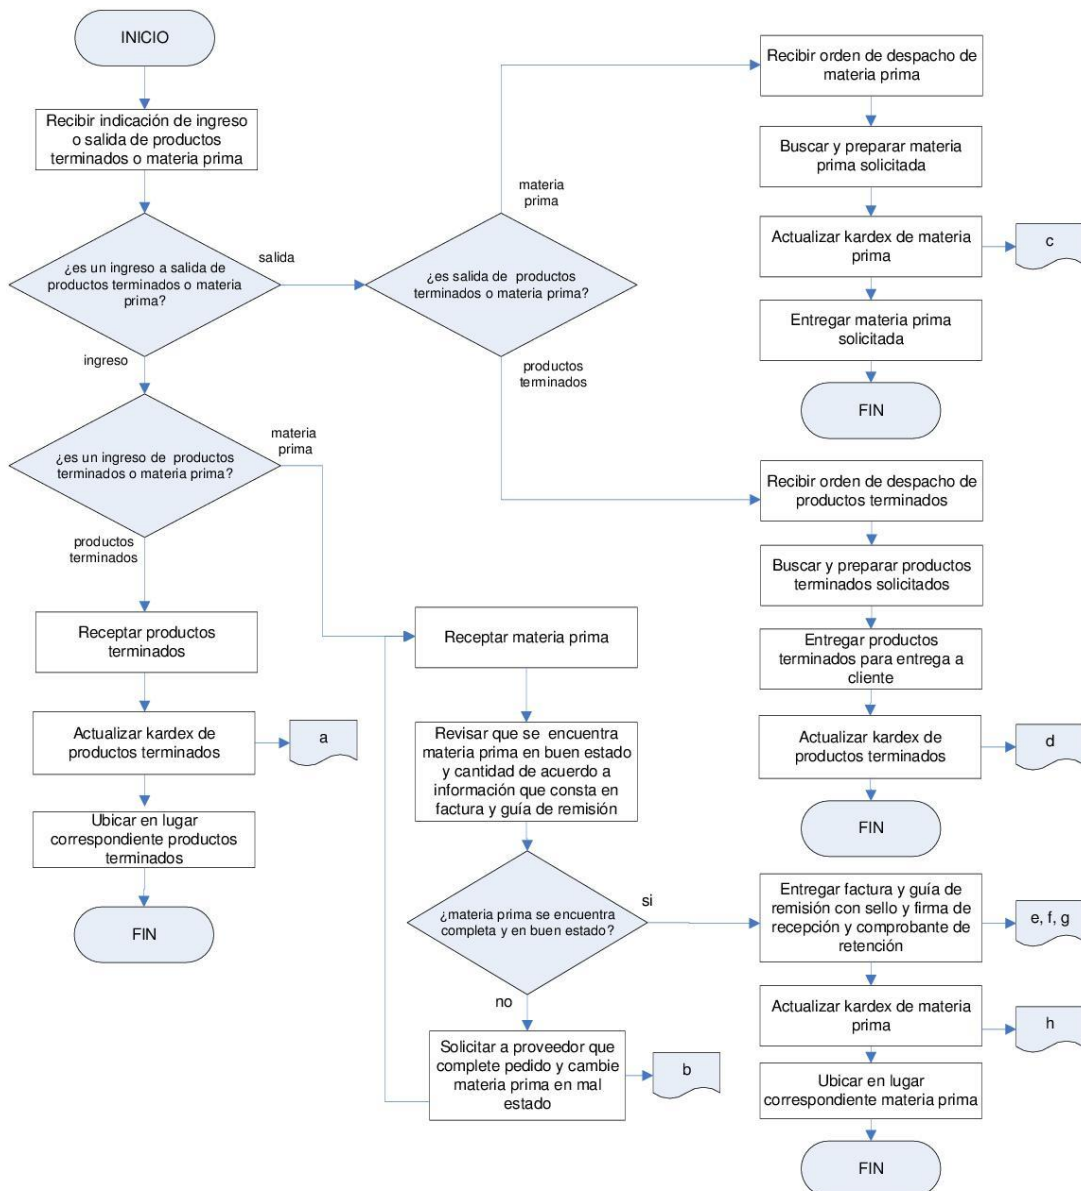 INICIO
Recibir indicación de ingreso
o salida de productos
terminados o materia prima
¿es un ingreso a salida de
productos terminados o materia
prima?
salida
ingreso
¿es salida de productos
terminados o materia prima?
materia
prima
productos
terminados
Recibir orden de despacho de
materia prima
Buscar y preparar materia
prima solicitada
Actualizar kardex de materia
prima
c
Entregar materia prima
solicitada
FIN
¿es un ingreso de productos
terminados o materia prima?
materia
prima
productos
terminados
Recibir orden de despacho de
productos terminados
Buscar y preparar productos
terminados solicitados
Entregar productos
terminados para entrega a
cliente
Actualizar kardex de
productos terminados
d
FIN
Receptar productos
terminados
Actualizar kardex de
productos terminados
a
Ubicar en lugar
correspondiente productos
terminados
FIN
Receptar materia prima
Revisar que se encuentra
materia prima en buen estado
y cantidad de acuerdo a
información que consta en
factura y guía de remisión
¿materia prima se encuentra
completa y en buen estado?
si
no
Solicitar a proveedor que
complete pedido y cambie
materia prima en mal
estado
b
Entregar factura y guía de
remisión con sello y firma de
recepción y comprobante de
retención
e, f, g
Actualizar kardex de materia
prima
h
Ubicar en lugar
correspondiente materia prima
FIN